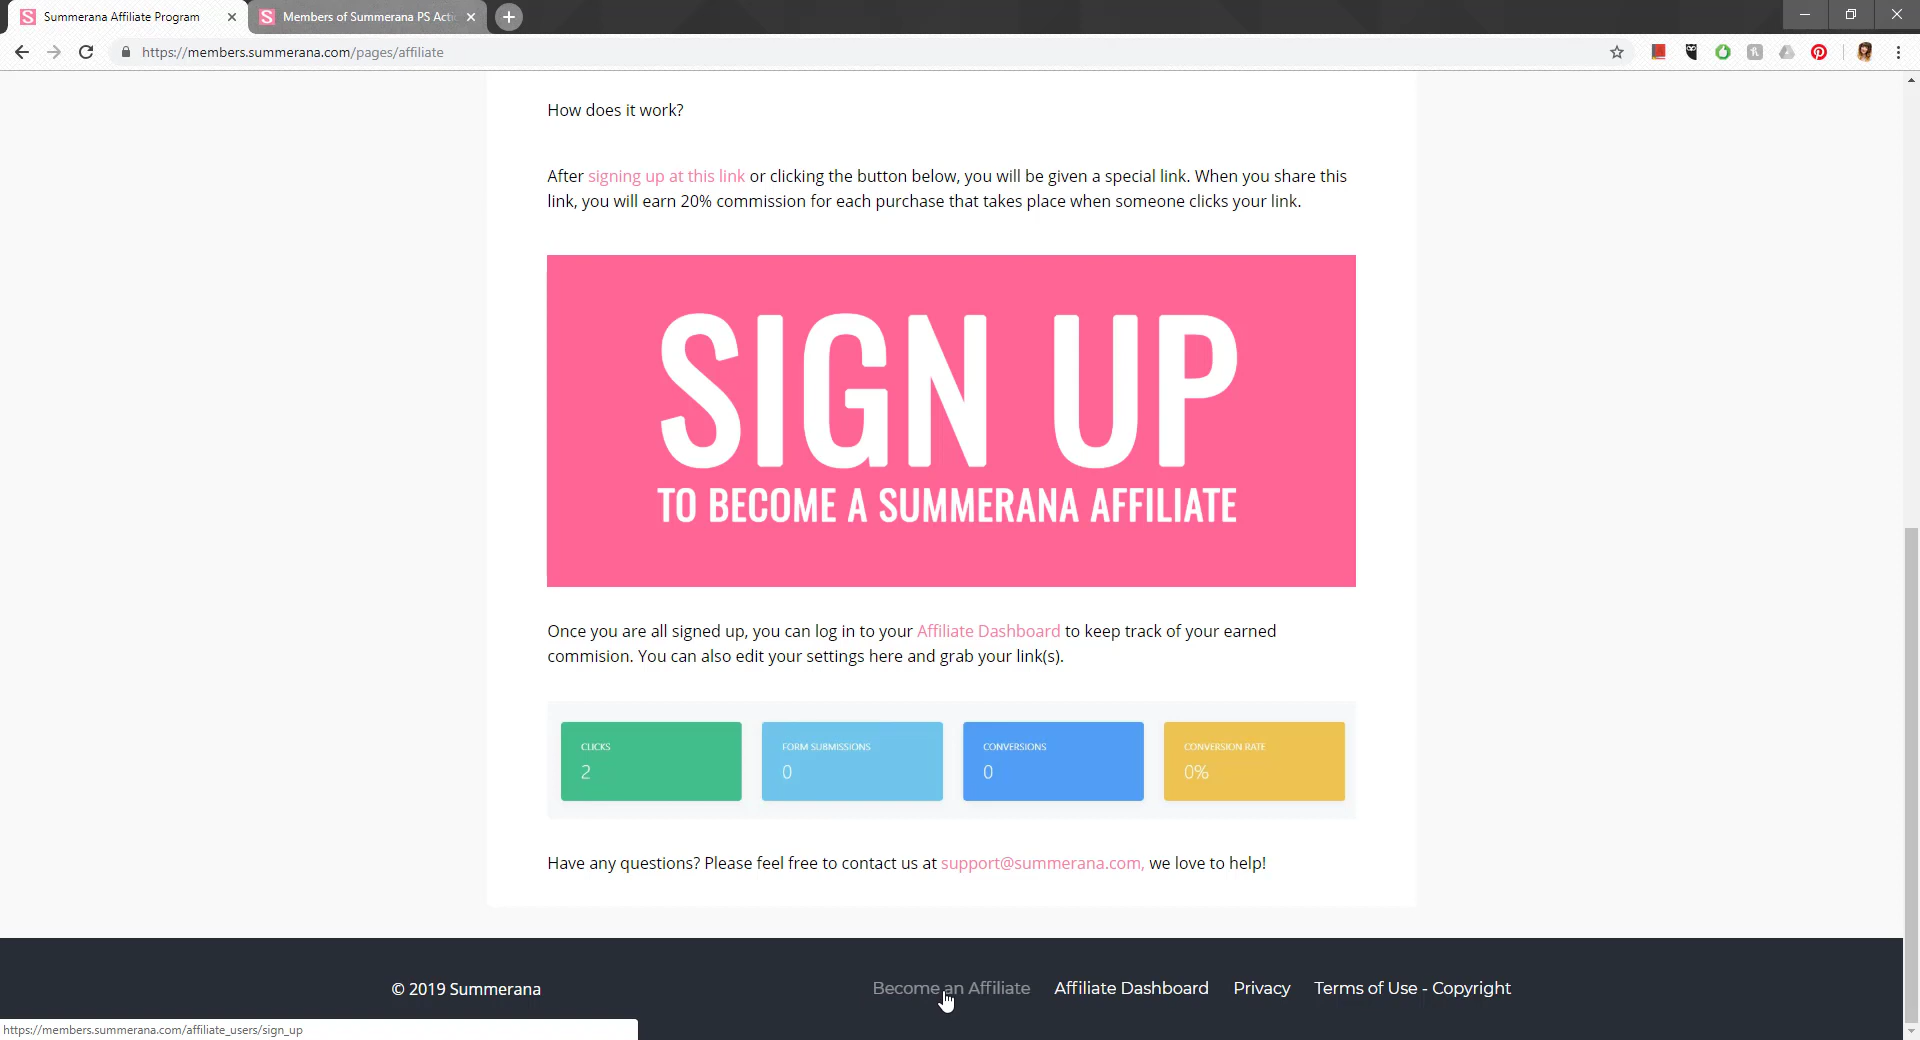 Summerana Affiliate Program
Members of Summerana PS Acti
https://members.summerana.com/pages/affiliate
How does it work?
After signing up at this link or clicking the button below, you will be given a special link. When you share this
link, you will earn 20% commission for each purchase that takes place when someone clicks your link.
SIGN UP
TO BECOME A SUMMERANA AFFILIATE
Once you are all signed up, you can log in to your Affiliate Dashboard to keep track of your earned
commision. You can also edit your settings here and grab your link(s).
CLICKS
2
FORM SUBMISSIONS
0
CONVERSIONS
0
CONVERSION RATE
0%
Have any questions? Please feel free to contact us at support@summerana.com, we love to help!
© 2019 Summerana
Become an Affiliate Affiliate Dashboard Privacy Terms of Use - Copyright
https://members.summerana.com/affiliate_users/sign_up